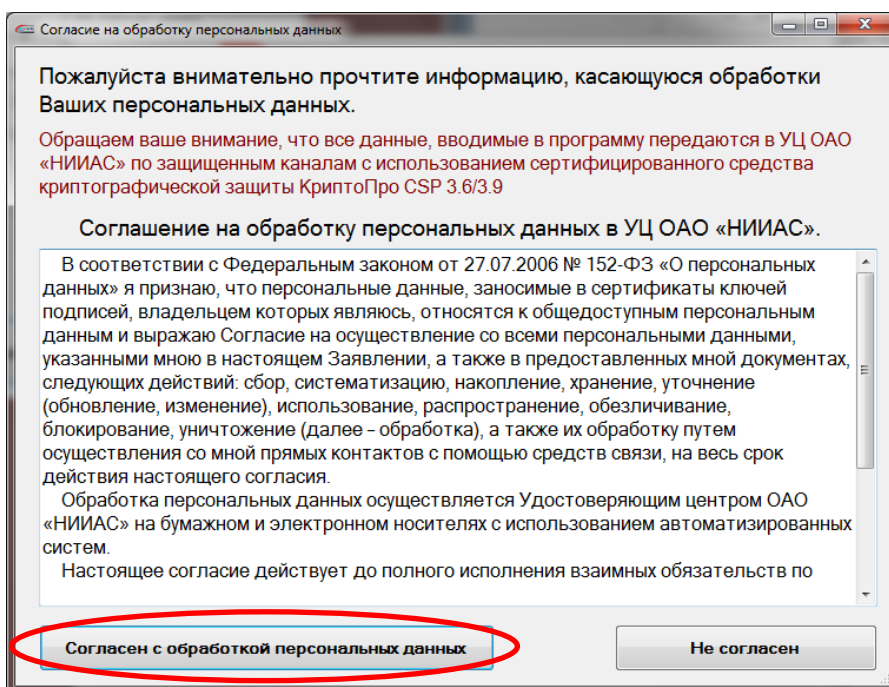 Согласие на обработку персональных данных
Пожалуйста внимательно прочтите информацию, касающуюся обработки
Ваших персональных данных.
Обращаем ваше внимание, что все данные, вводимые в программу передаются в УЦ ОАО
«НИИАС» по защищенным каналам с использованием сертифицированного средства
криптографической защиты КриптоПро CSP 3.6/3.9
Соглашение на обработку персональных данных в УЦ ОАО «НИИАС».
В соответствии с Федеральным законом от 27.07.2006 № 152-ФЗ «О персональных
данных» я признаю, что персональные данные, заносимые в сертификаты ключей
подписей, владельцем которых являюсь, относятся к общедоступным персональным
данным и выражаю Согласие на осуществление со всеми персональными данными,
указанными мною в настоящем Заявлении, а также в предоставленных мной документах,
следующих действий: сбор, систематизацию, накопление, хранение, уточнение
(обновление, изменение), использование, распространение, обезличивание,
блокирование, уничтожение (далее – обработка), а также их обработку путем
осуществления со мной прямых контактов с помощью средств связи, на весь срок
действия настоящего согласия.
Обработка персональных данных осуществляется Удостоверяющим центром ОАО
«НИИАС» на бумажном и электронном носителях с использованием автоматизированных
систем.
Настоящее согласие действует до полного исполнения взаимных обязательств по
Согласен с обработкой персональных данных
Не согласен